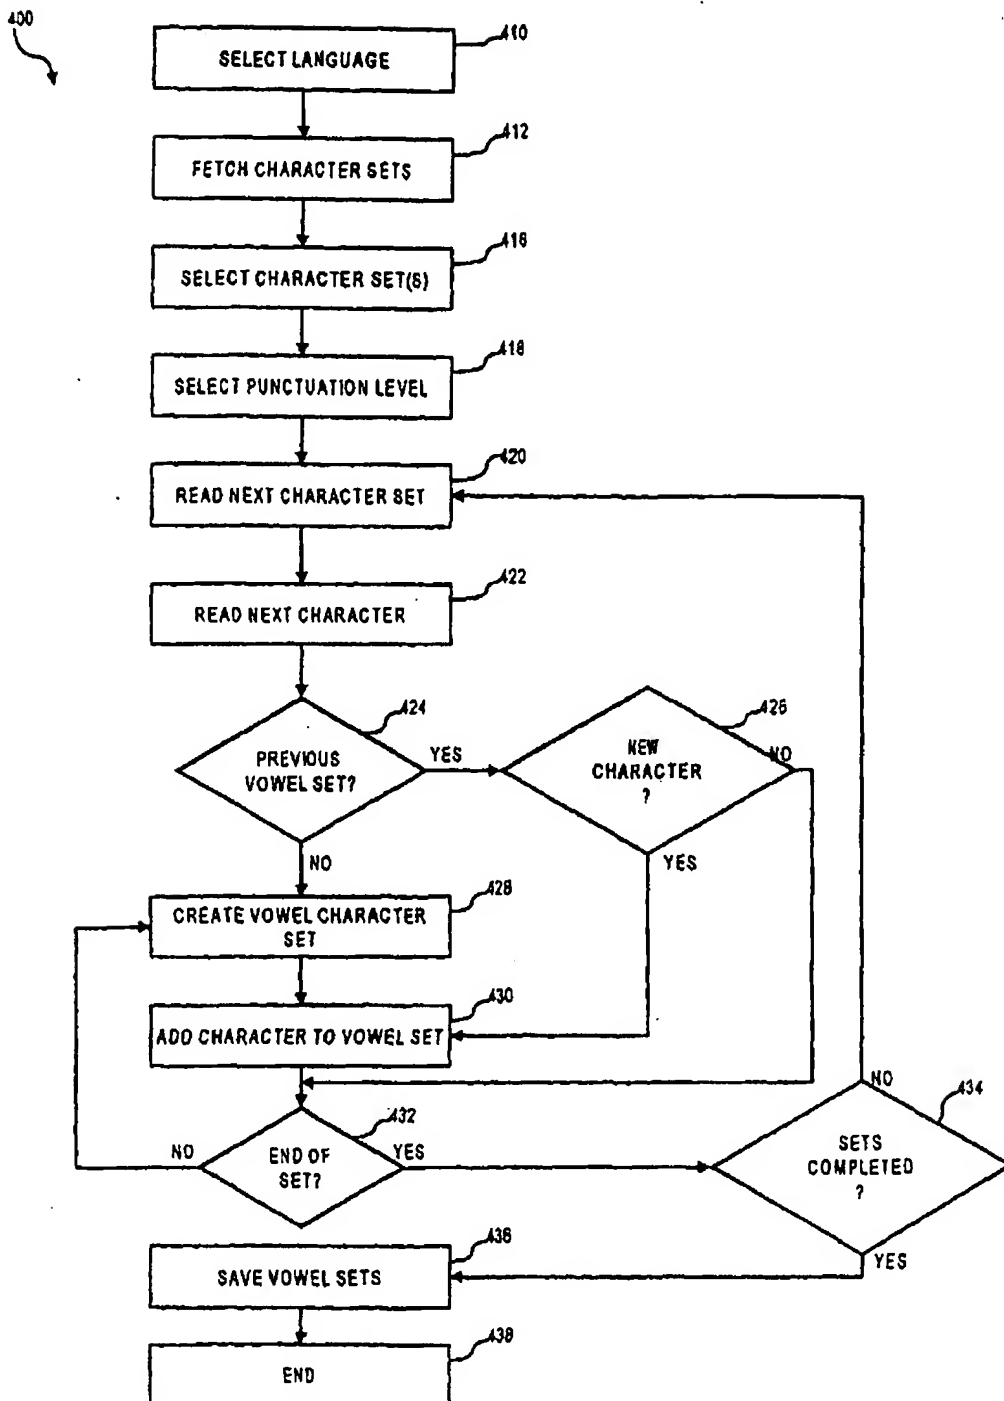 400
410
SELECT LANGUAGE
412
FETCH CHARACTER SETS
416
SELECT CHARACTER SET(S)
418
SELECT PUNCTUATION LEVEL
420
READ NEXT CHARACTER SET
422
READ NEXT CHARACTER
424
PREVIOUS
VOWEL SET?
YES
NO
426
NEW
CHARACTER
?
NO
YES
428
CREATE VOWEL CHARACTER
SET
430
ADD CHARACTER TO VOWEL SET
432
END OF
SET?
NO
YES
434
SETS
COMPLETED
?
NO
YES
436
SAVE VOWEL SETS
438
END